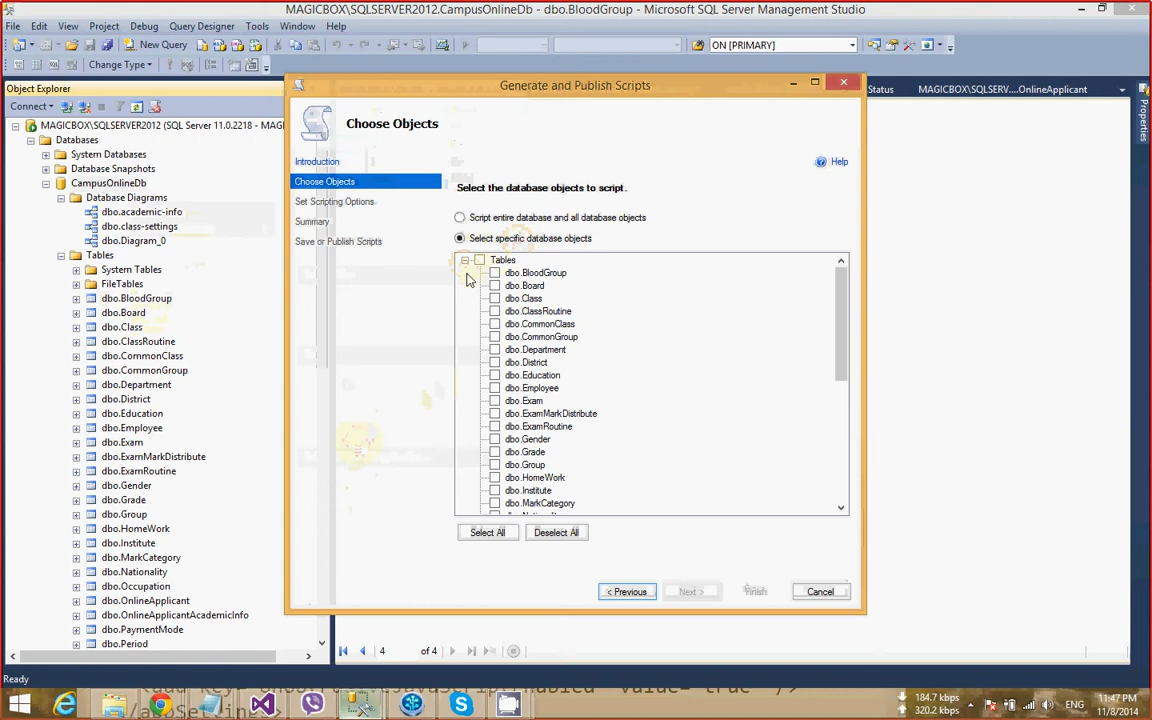 MAGICBOX\SQLSERVER2012.CampusOnlineDb - dbo.BloodGroup - Microsoft SQL Server Management Studio
File Edit View Project Debug Query Designer Tools Window Help
New Query ON [PRIMARY]
Change Type
Object Explorer
Connect
MAGICBOX\SQLSERVER2012 (SQL Server 11.0.2218 - MAG
Databases
System Databases
Database Snapshots
CampusOnlineDb
Database Diagrams
dbo.academic-info
dbo.class-settings
dbo.Diagram_0
Tables
System Tables
FileTables
dbo.BloodGroup
dbo.Board
dbo.Class
dbo.ClassRoutine
dbo.CommonClass
dbo.CommonGroup
dbo.Department
dbo.District
dbo.Education
dbo.Employee
dbo.Exam
dbo.ExamMarkDistribute
dbo.ExamRoutine
dbo.Gender
dbo.Grade
dbo.Group
dbo.HomeWork
dbo.Institute
dbo.MarkCategory
dbo.Nationality
dbo.Occupation
dbo.OnlineApplicant
dbo.OnlineApplicantAcademicInfo
dbo.PaymentMode
dbo.Period
Generate and Publish Scripts
Choose Objects
Introduction
Choose Objects
Set Scripting Options
Summary
Save or Publish Scripts
Help
Select the database objects to script.
Script entire database and all database objects
Select specific database objects
Tables
dbo.BloodGroup
dbo.Board
dbo.Class
dbo.ClassRoutine
dbo.CommonClass
dbo.CommonGroup
dbo.Department
dbo.District
dbo.Education
dbo.Employee
dbo.Exam
dbo.ExamMarkDistribute
dbo.ExamRoutine
dbo.Gender
dbo.Grade
dbo.Group
dbo.HomeWork
dbo.Institute
dbo.MarkCategory
Select All Deselect All
< Previous Next > Finish Cancel
Status MAGICBOX\SQLSERV...OnlineApplicant
Properties
4 of 4
Ready
184.7 kbps
320.2 kbps
ENG
11:47 PM
11/8/2014